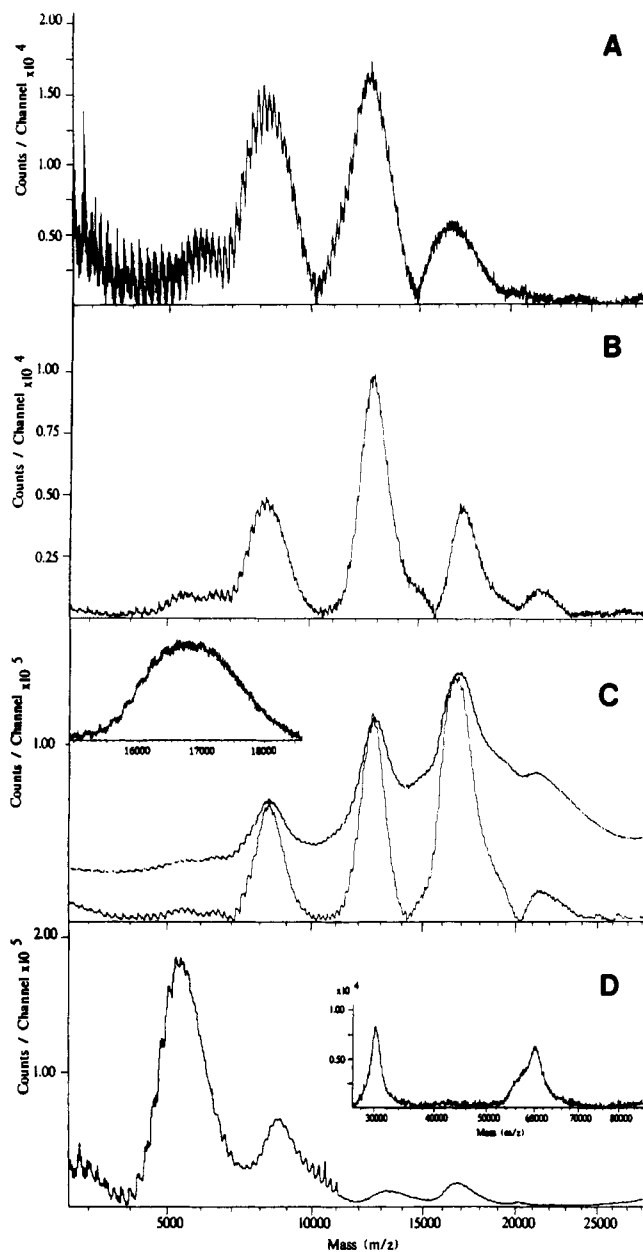 2.00
A
1.50
1.00
0.50
Counts / Channel x10 4
B
1.00
0.75
0.50
0.25
Counts / Channel x10 4
C
16000 17000 18000
1.00
Counts / Channel x10 5
D
2.00
1.00
Counts / Channel x10 5
x10 4
1.00
0.50
30000 40000 50000 60000 70000 80000
Mass (m/z)
5000 10000 15000 20000 25000
Mass (m/z)